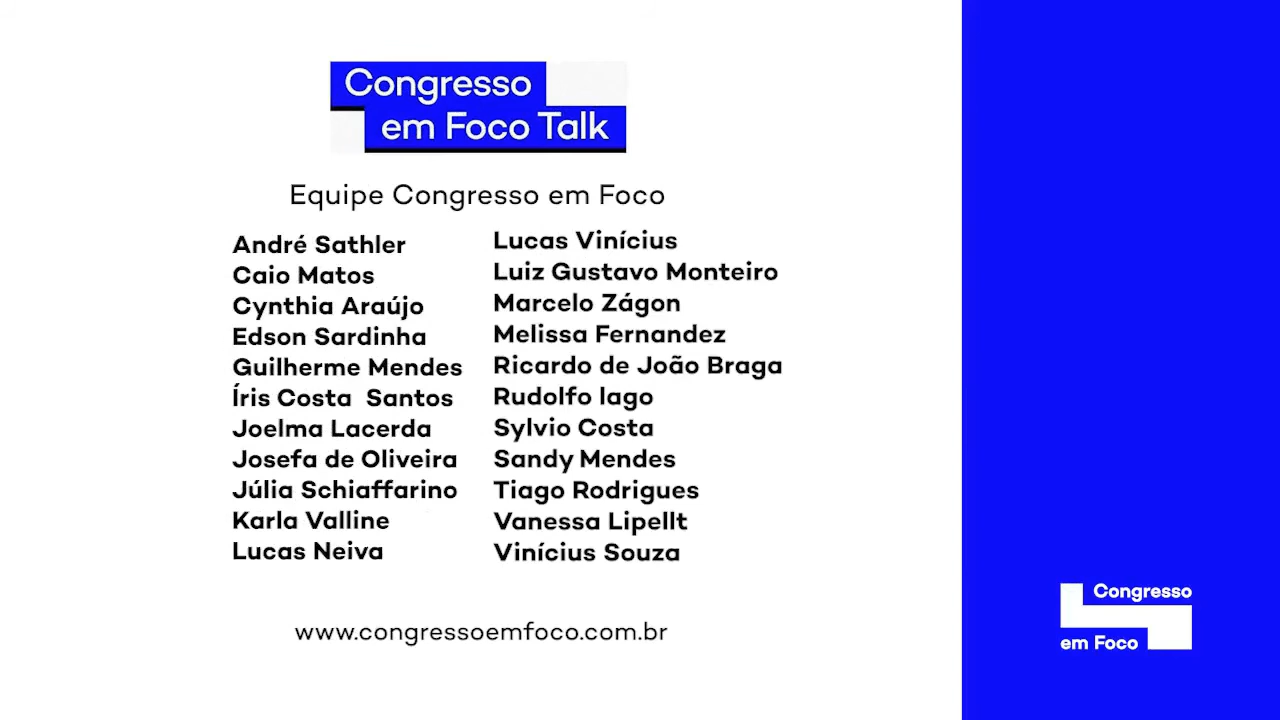 Congresso
em Foco Talk
Equipe Congresso em Foco
André Sathler
Caio Matos
Cynthia Araújo
Edson Sardinha
Guilherme Mendes
Íris Costa  Santos
Joelma Lacerda
Josefa de Oliveira
Júlia Schiaffarino
Karla Valline
Lucas Neiva
Lucas Vinícius
Luiz Gustavo Monteiro
Marcelo Zágon
Melissa Fernandez
Ricardo de João Braga
Rudolfo lago
Sylvio Costa
Sandy Mendes
Tiago Rodrigues
Vanessa Lipellt
Vinícius Souza
www.congressoemfoco.com.br
Congresso
em Foco